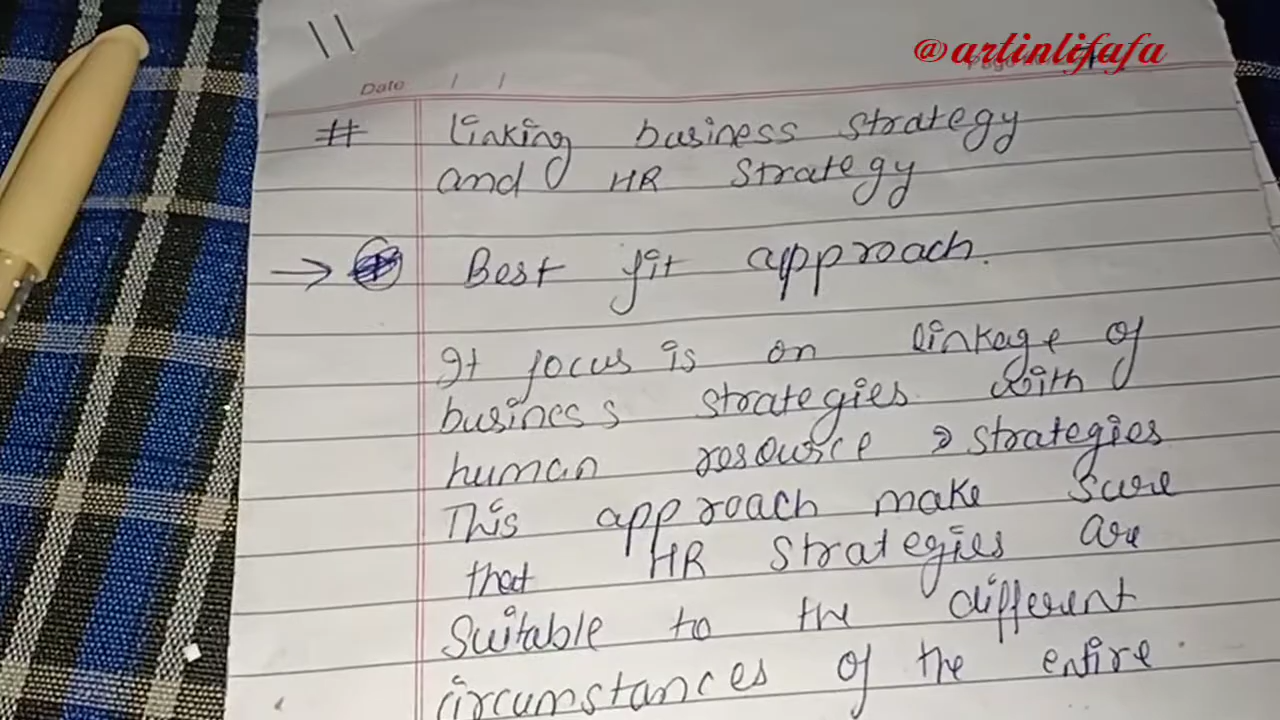 @artinlifafa
Date / /
# linking business strategy
and HR strategy
→ Best fit approach.
It focus is on linkage of
business strategies with
human resource strategies
This approach make sure
that HR strategies are
suitable to the different
circumstances of the entire